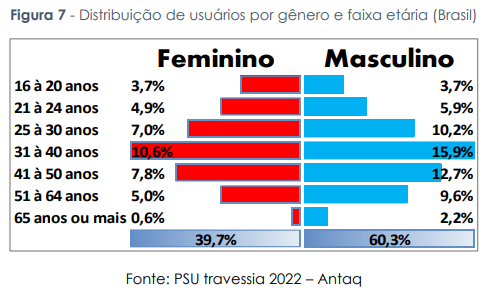 Figura 7 - Distribuição de usuários por gênero e faixa etária (Brasil)
Feminino Masculino
16 à 20 anos 3,7% 3,7%
21 à 24 anos 4,9% 5,9%
25 à 30 anos 7,0% 10,2%
31 à 40 anos 10,6% 15,9%
41 à 50 anos 7,8% 12,7%
51 à 64 anos 5,0% 9,6%
65 anos ou mais 0,6% 2,2%
39,7% 60,3%
Fonte: PSU travessia 2022 – Antaq